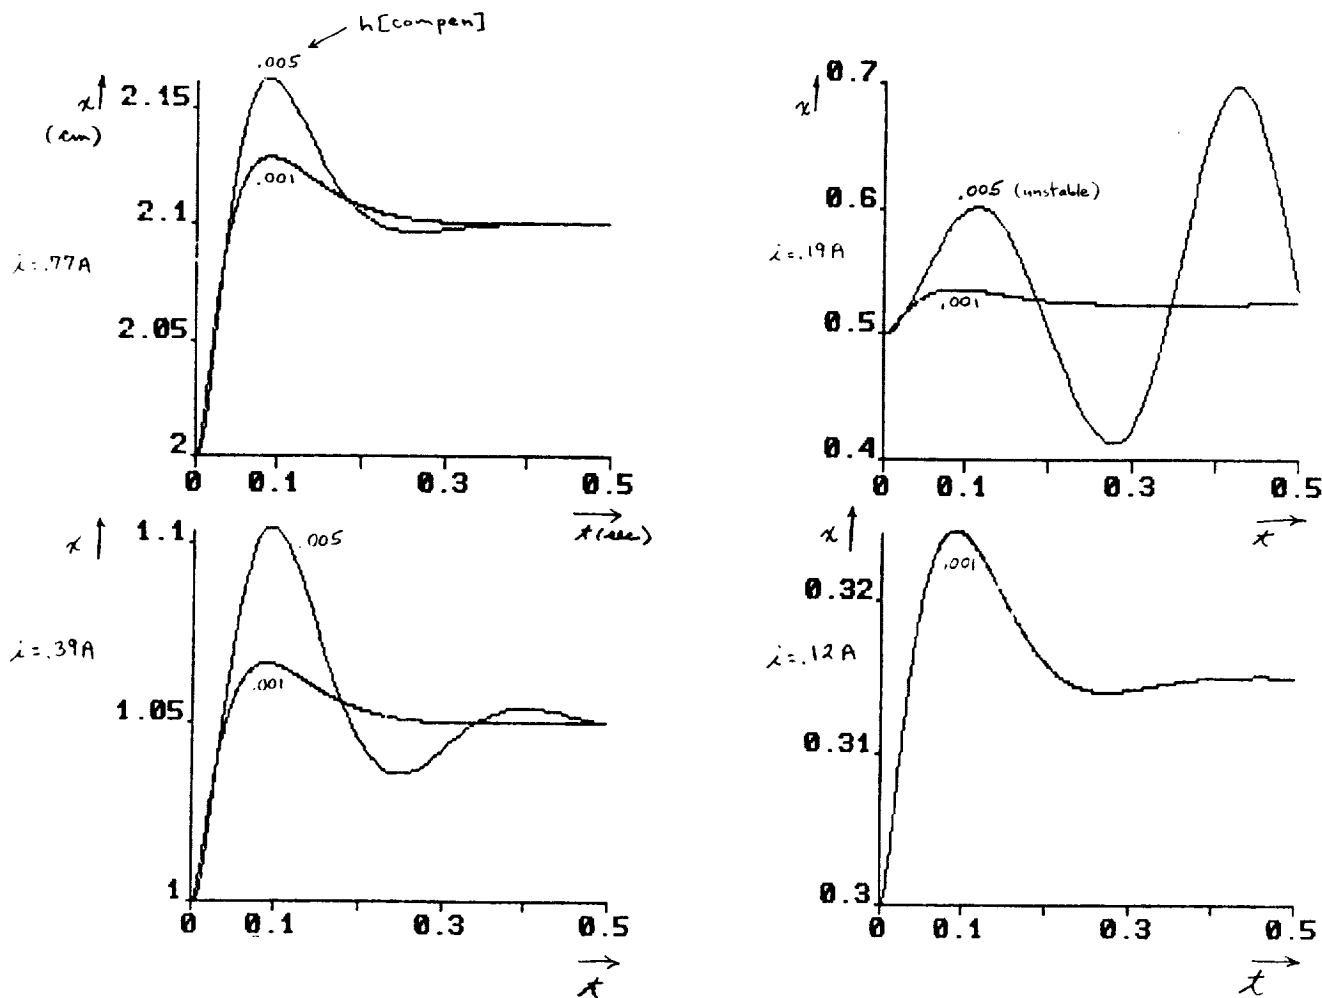 h[compen]
.005
x
(cm)
2.15
.001
2.1
i=.77A
2.05
2
0 0.1 0.3 0.5
t(sec)
0.7
x
.005 (unstable)
0.6
i=.19A
.001
0.5
0.4
0 0.1 0.3 0.5
t
x
1.1
.005
i=.39A
.001
1.05
1
0 0.1 0.3 0.5
t
x
.001
0.32
i=.12A
0.31
0.3
0 0.1 0.3 0.5
t